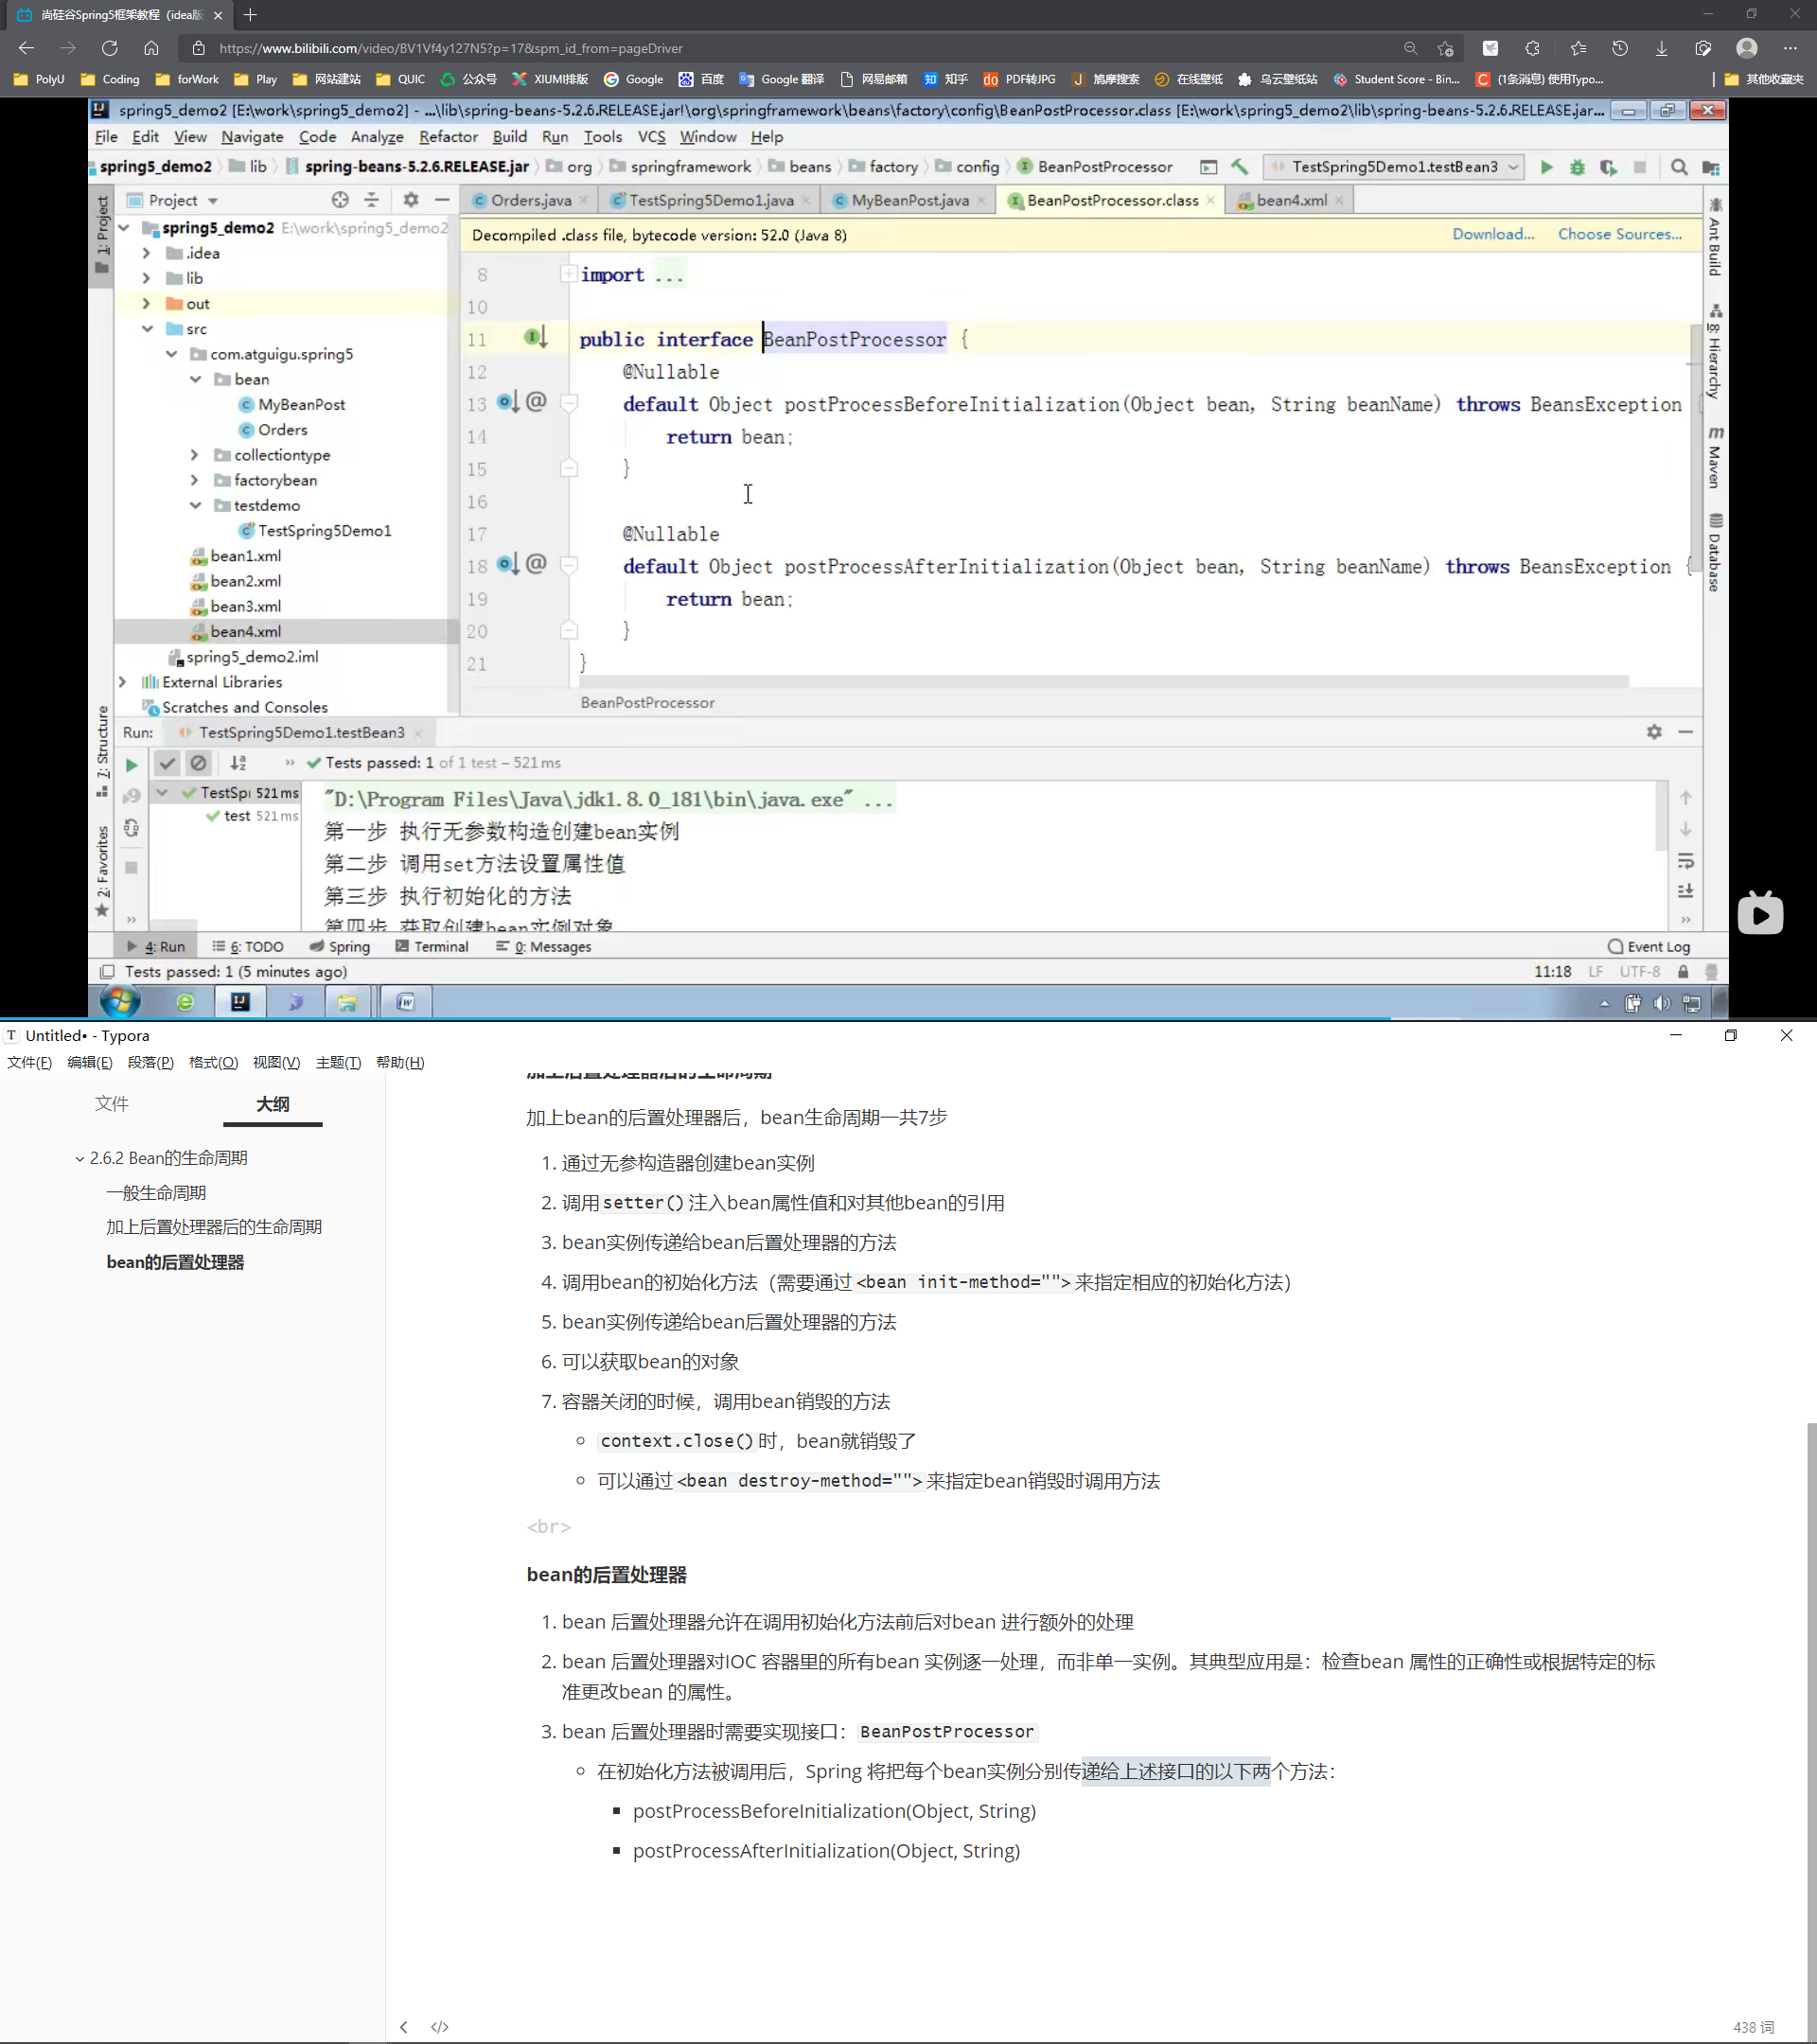 尚硅谷Spring5框架教程（idea版
https://www.bilibili.com/video/BV1Vf4y127N5?p=17&spm_id_from=pageDriver
PolyU Coding forWork Play 网站建站 QUIC 公众号 XIUMI排版 Google 百度 Google 翻译 网易邮箱 知乎 PDF转JPG 鸠摩搜索 在线壁纸 乌云壁纸站 Student Score - Bin... (1条消息) 使用Typo... 其他收藏夹
spring5_demo2 [E:\work\spring5_demo2] - ...\lib\spring-beans-5.2.6.RELEASE.jar!\org\springframework\beans\factory\config\BeanPostProcessor.class [E:\work\spring5_demo2\lib\spring-beans-5.2.6.RELEASE.jar...
File Edit View Navigate Code Analyze Refactor Build Run Tools VCS Window Help
spring5_demo2 lib spring-beans-5.2.6.RELEASE.jar org springframework beans factory config BeanPostProcessor TestSpring5Demo1.testBean3
1: Project
Project
Orders.java TestSpring5Demo1.java MyBeanPost.java BeanPostProcessor.class bean4.xml
spring5_demo2 E:\work\spring5_demo2
.idea
lib
out
src
com.atguigu.spring5
bean
MyBeanPost
Orders
collectiontype
factorybean
testdemo
TestSpring5Demo1
bean1.xml
bean2.xml
bean3.xml
bean4.xml
spring5_demo2.iml
External Libraries
Scratches and Consoles
Decompiled .class file, bytecode version: 52.0 (Java 8) Download... Choose Sources...
8 import ...
10
11 public interface BeanPostProcessor {
12 @Nullable
13 default Object postProcessBeforeInitialization(Object bean, String beanName) throws BeansException {
14 return bean;
15 }
16
17 @Nullable
18 default Object postProcessAfterInitialization(Object bean, String beanName) throws BeansException {
19 return bean;
20 }
21 }
BeanPostProcessor
Ant Build
8: Hierarchy
Maven
Database
7: Structure
2: Favorites
Run: TestSpring5Demo1.testBean3
Tests passed: 1 of 1 test – 521 ms
TestSpi 521 ms
test 521 ms
"D:\Program Files\Java\jdk1.8.0_181\bin\java.exe" ...
第一步 执行无参数构造创建bean实例
第二步 调用set方法设置属性值
第三步 执行初始化的方法
第四步 获取创建bean实例对象
4: Run 6: TODO Spring Terminal 0: Messages Event Log
Tests passed: 1 (5 minutes ago) 11:18 LF UTF-8
Untitled• - Typora
文件(F) 编辑(E) 段落(P) 格式(O) 视图(V) 主题(T) 帮助(H)
文件 大纲
2.6.2 Bean的生命周期
一般生命周期
加上后置处理器后的生命周期
bean的后置处理器
加上后置处理器后的生命周期
加上bean的后置处理器后，bean生命周期一共7步
1. 通过无参构造器创建bean实例
2. 调用setter()注入bean属性值和对其他bean的引用
3. bean实例传递给bean后置处理器的方法
4. 调用bean的初始化方法（需要通过<bean init-method="">来指定相应的初始化方法）
5. bean实例传递给bean后置处理器的方法
6. 可以获取bean的对象
7. 容器关闭的时候，调用bean销毁的方法
context.close()时，bean就销毁了
可以通过<bean destroy-method="">来指定bean销毁时调用方法
<br>
bean的后置处理器
1. bean 后置处理器允许在调用初始化方法前后对bean 进行额外的处理
2. bean 后置处理器对IOC 容器里的所有bean 实例逐一处理，而非单一实例。其典型应用是：检查bean 属性的正确性或根据特定的标
准更改bean 的属性。
3. bean 后置处理器时需要实现接口：BeanPostProcessor
在初始化方法被调用后，Spring 将把每个bean实例分别传递给上述接口的以下两个方法：
postProcessBeforeInitialization(Object, String)
postProcessAfterInitialization(Object, String)
438 词